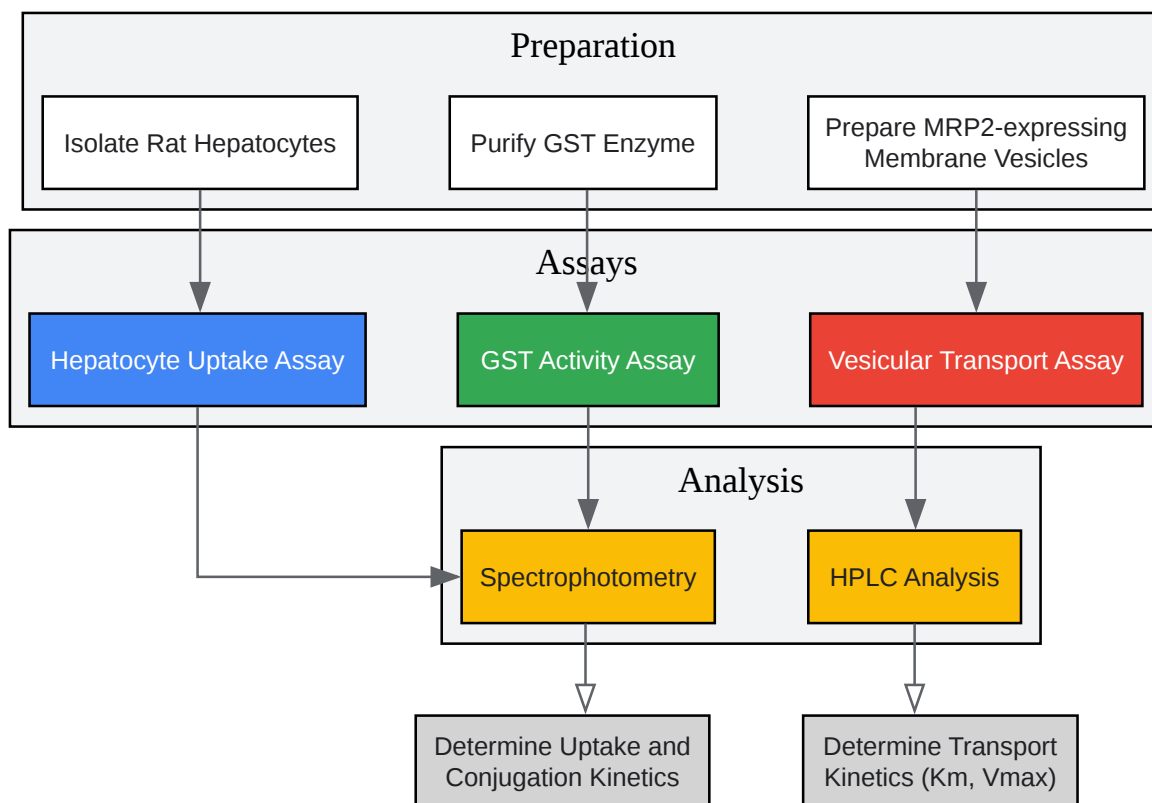 Preparation
Isolate Rat Hepatocytes
Purify GST Enzyme
Prepare MRP2-expressing
Membrane Vesicles
Assays
Hepatocyte Uptake Assay
GST Activity Assay
Vesicular Transport Assay
Analysis
Spectrophotometry
HPLC Analysis
Determine Uptake and
Conjugation Kinetics
Determine Transport
Kinetics (Km, Vmax)